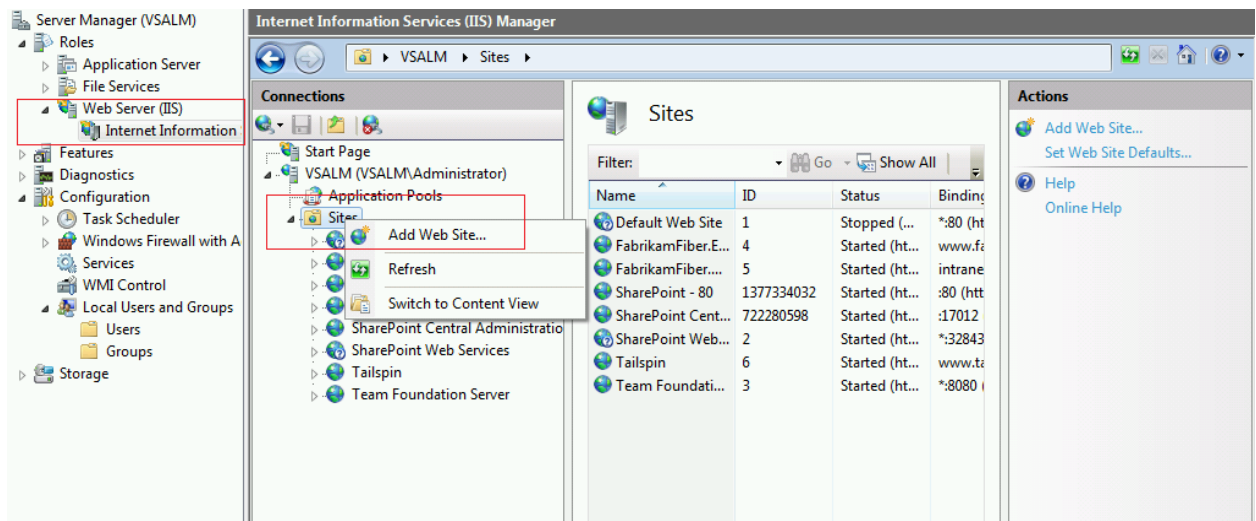 Server Manager (VSALM)
Roles
Application Server
File Services
Web Server (IIS)
Internet Information
Features
Diagnostics
Configuration
Task Scheduler
Windows Firewall with A
Services
WMI Control
Local Users and Groups
Users
Groups
Storage
Internet Information Services (IIS) Manager
VSALM Sites
Connections
Start Page
VSALM (VSALM\Administrator)
Application Pools
Sites
Add Web Site...
Refresh
Switch to Content View
SharePoint Central Administratio
SharePoint Web Services
Tailspin
Team Foundation Server
Sites
Filter: Go Show All
Name ID Status Binding
Default Web Site 1 Stopped (... *:80 (ht
FabrikamFiber.E... 4 Started (ht... www.fa
FabrikamFiber.... 5 Started (ht... intrane
SharePoint - 80 1377334032 Started (ht... :80 (htt
SharePoint Cent... 722280598 Started (ht... :17012
SharePoint Web... 2 Started (ht... *:32843
Tailspin 6 Started (ht... www.ta
Team Foundati... 3 Started (ht... *:8080 (
Actions
Add Web Site...
Set Web Site Defaults...
Help
Online Help